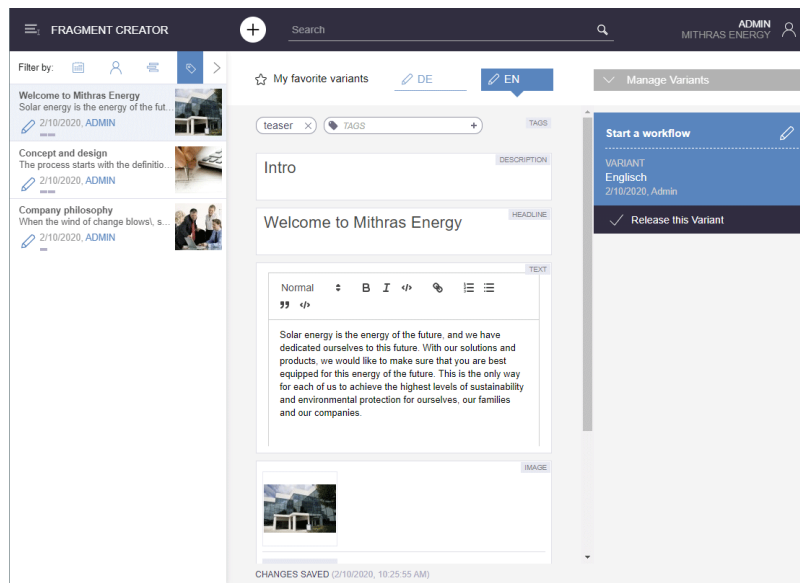 FRAGMENT CREATOR
Search
ADMIN
MITHRAS ENERGY
Filter by:
Welcome to Mithras Energy
Solar energy is the energy of the fut...
2/10/2020, ADMIN
Concept and design
The process starts with the definitio...
2/10/2020, ADMIN
Company philosophy
When the wind of change blows\, s...
2/10/2020, ADMIN
My favorite variants
DE
EN
teaser
TAGS
TAGS
DESCRIPTION
Intro
HEADLINE
Welcome to Mithras Energy
TEXT
Normal
B I
Solar energy is the energy of the future, and we have
dedicated ourselves to this future. With our solutions and
products, we would like to make sure that you are best
equipped for this energy of the future. This is the only way
for each of us to achieve the highest levels of sustainability
and environmental protection for ourselves, our families
and our companies.
IMAGE
CHANGES SAVED (2/10/2020, 10:25:55 AM)
Manage Variants
Start a workflow
VARIANT
Englisch
2/10/2020, Admin
Release this Variant